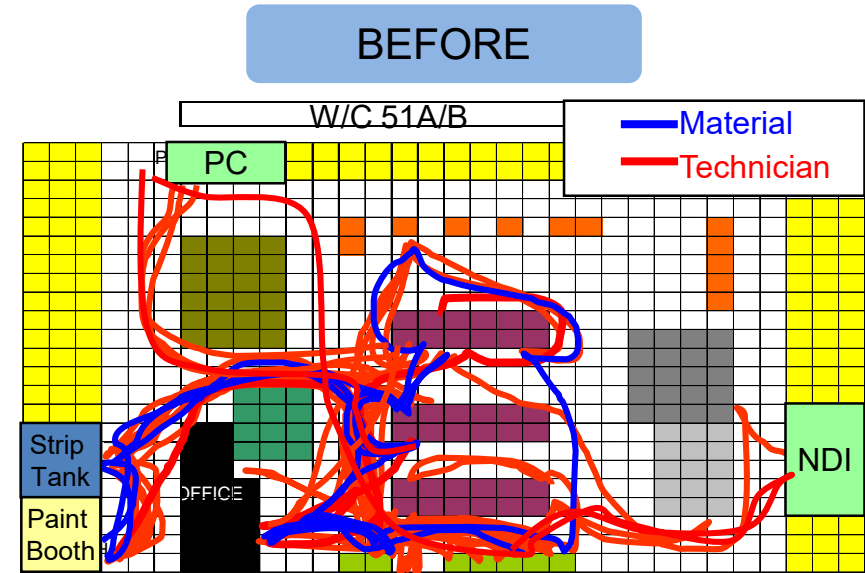 BEFORE
W/C 51A/B
Material
Technician
P
PC
Strip
Tank
OFFICE
NDI
Paint
Booth